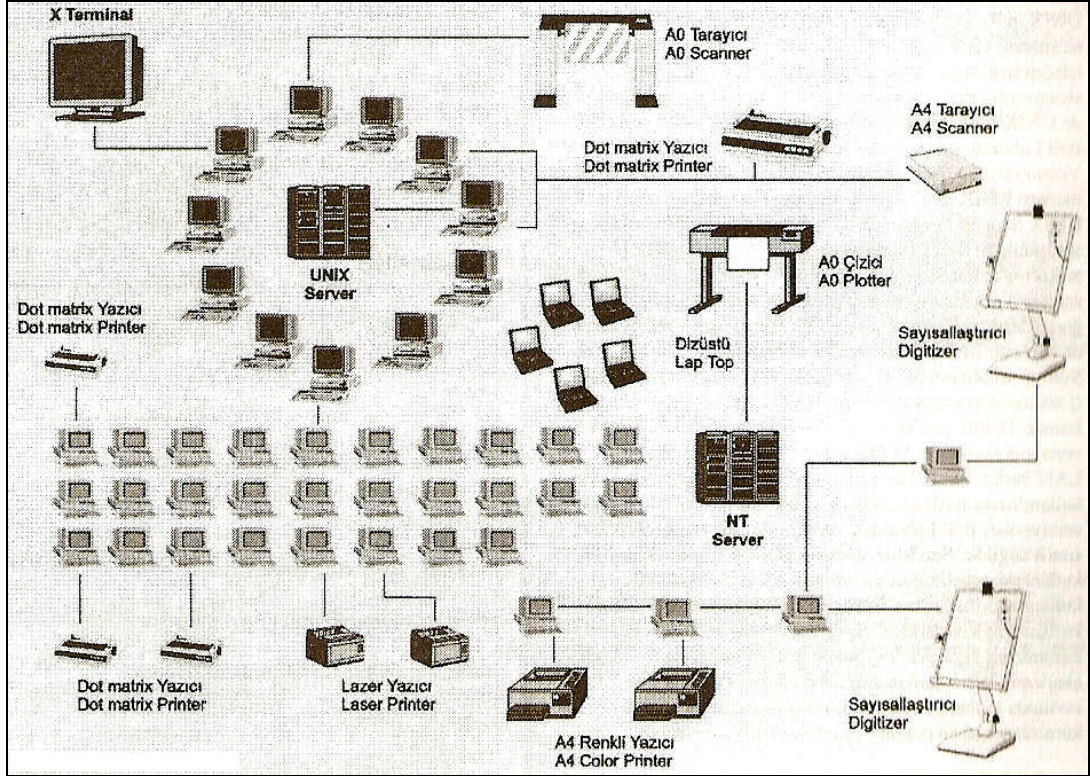 X Terminal
A0 Tarayıcı
A0 Scanner
A4 Tarayıcı
A4 Scanner
Dot matrix Yazıcı
Dot matrix Printer
UNIX
Server
A0 Çizici
A0 Plotter
Dot matrix Yazıcı
Dot matrix Printer
Dizüstü
Lap Top
Sayısallaştırıcı
Digitizer
NT
Server
Dot matrix Yazıcı
Dot matrix Printer
Lazer Yazıcı
Laser Printer
Sayısallaştırıcı
Digitizer
A4 Renkli Yazıcı
A4 Color Printer